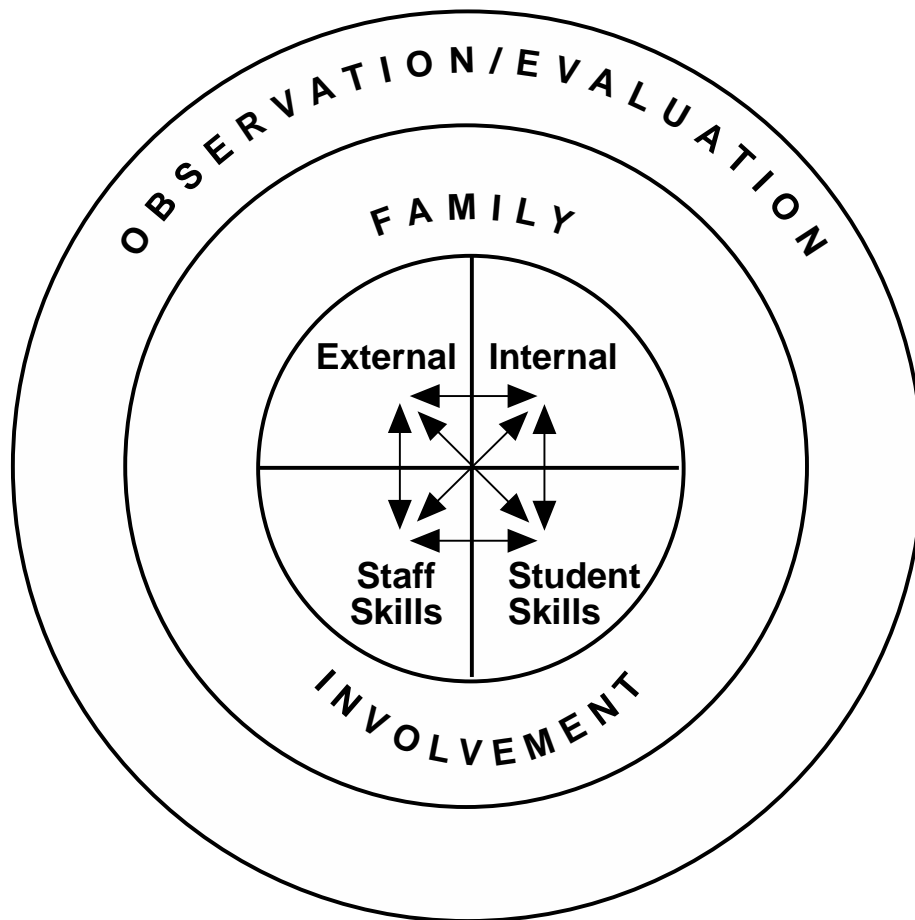 OBSERVATION/EVALUATION
FAMILY
External
Internal
Staff
Skills
Student
Skills
INVOLVEMENT